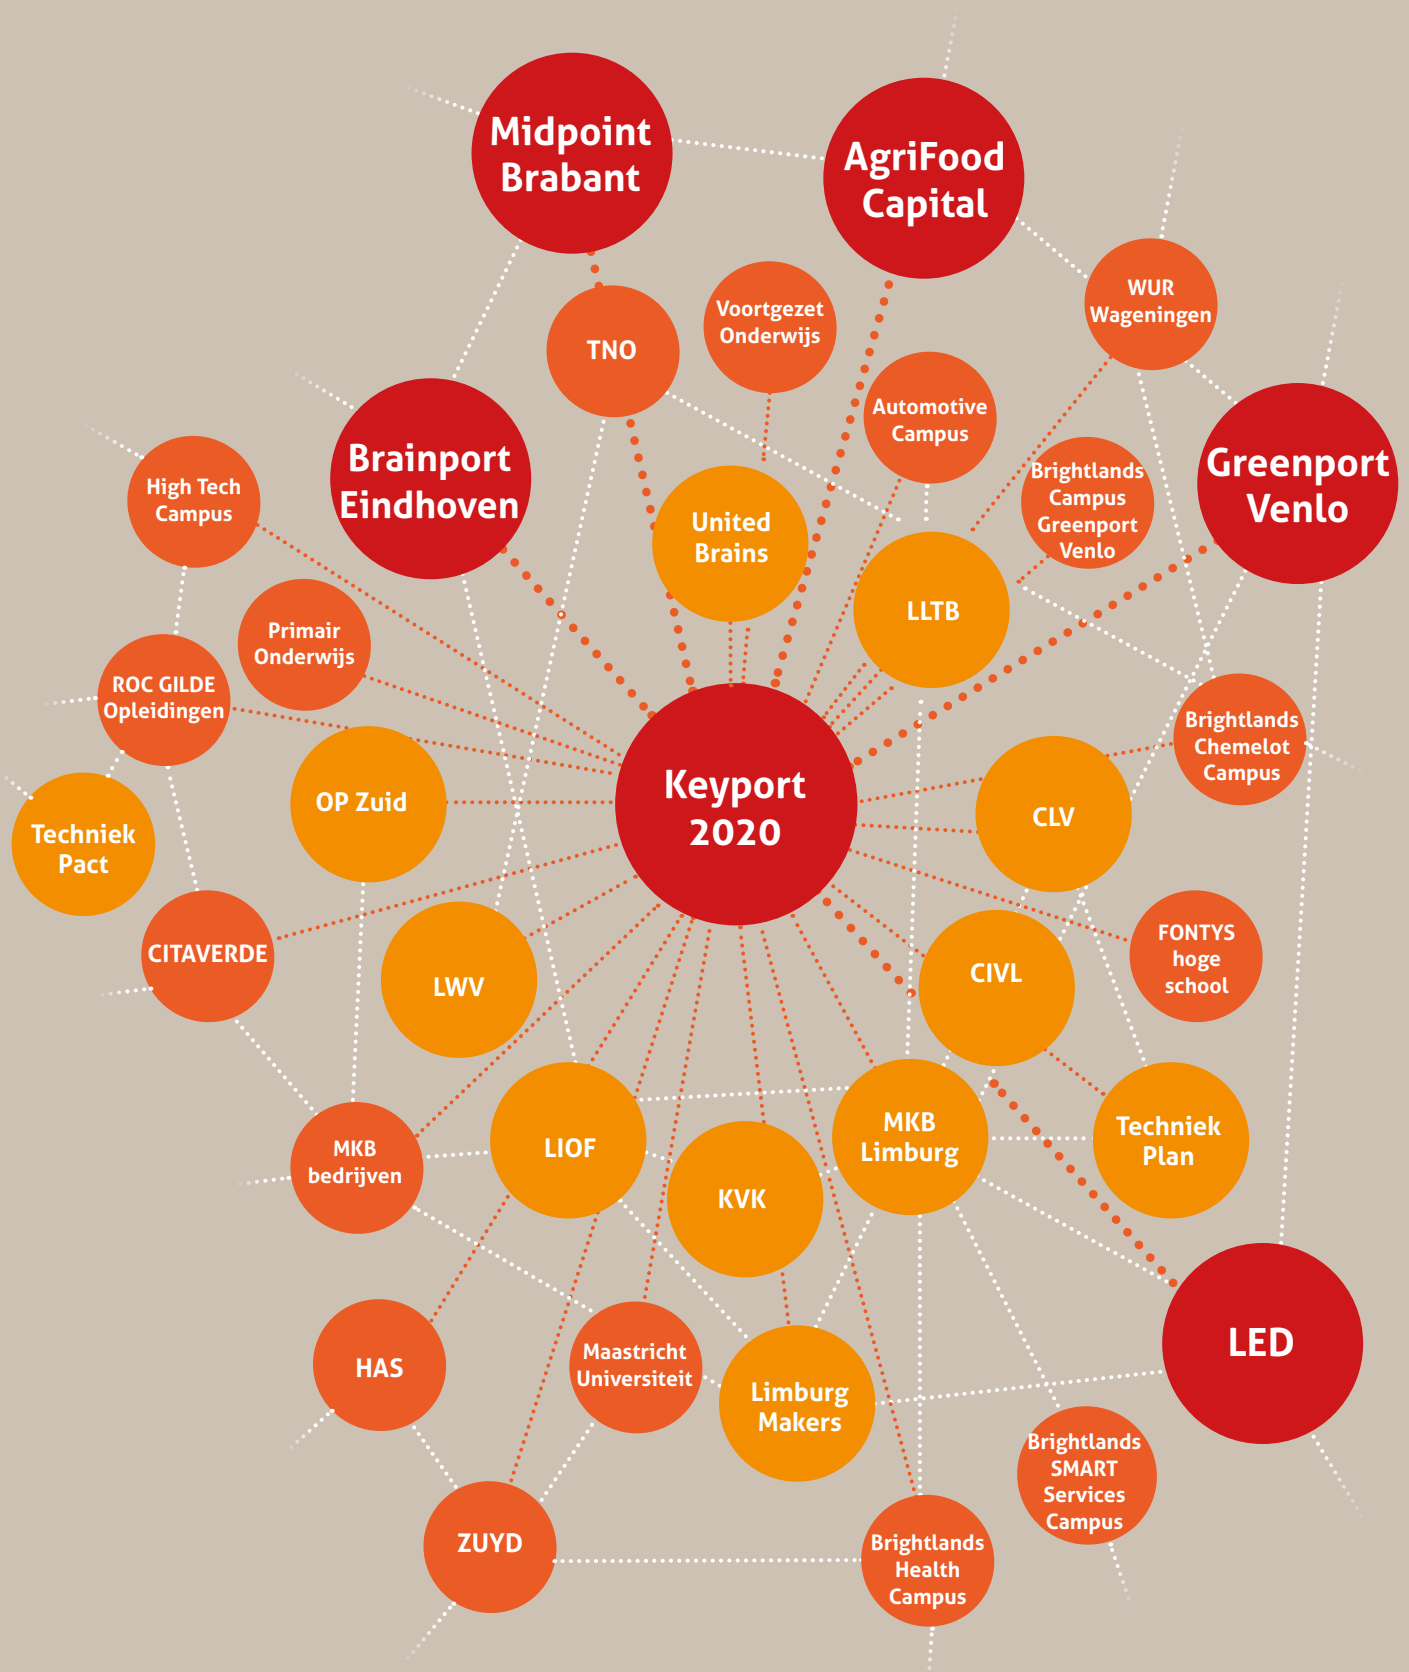 Midpoint
Brabant
AgriFood
Capital
WUR
Wageningen
Voortgezet
Onderwijs
TNO
Automotive
Campus
Brainport
Eindhoven
Greenport
Venlo
High Tech
Campus
Brightlands
Campus
Greenport
Venlo
United
Brains
LLTB
Primair
Onderwijs
ROC GILDE
Opleidingen
Brightlands
Chemelot
Campus
Keyport
2020
OP Zuid
CLV
Techniek
Pact
CITAVERDE
FONTYS
hoge
school
LWV
CIVL
MKB
bedrijven
LIOF
MKB
Limburg
Techniek
Plan
KVK
LED
HAS
Maastricht
Universiteit
Limburg
Makers
Brightlands
SMART
Services
Campus
ZUYD
Brightlands
Health
Campus